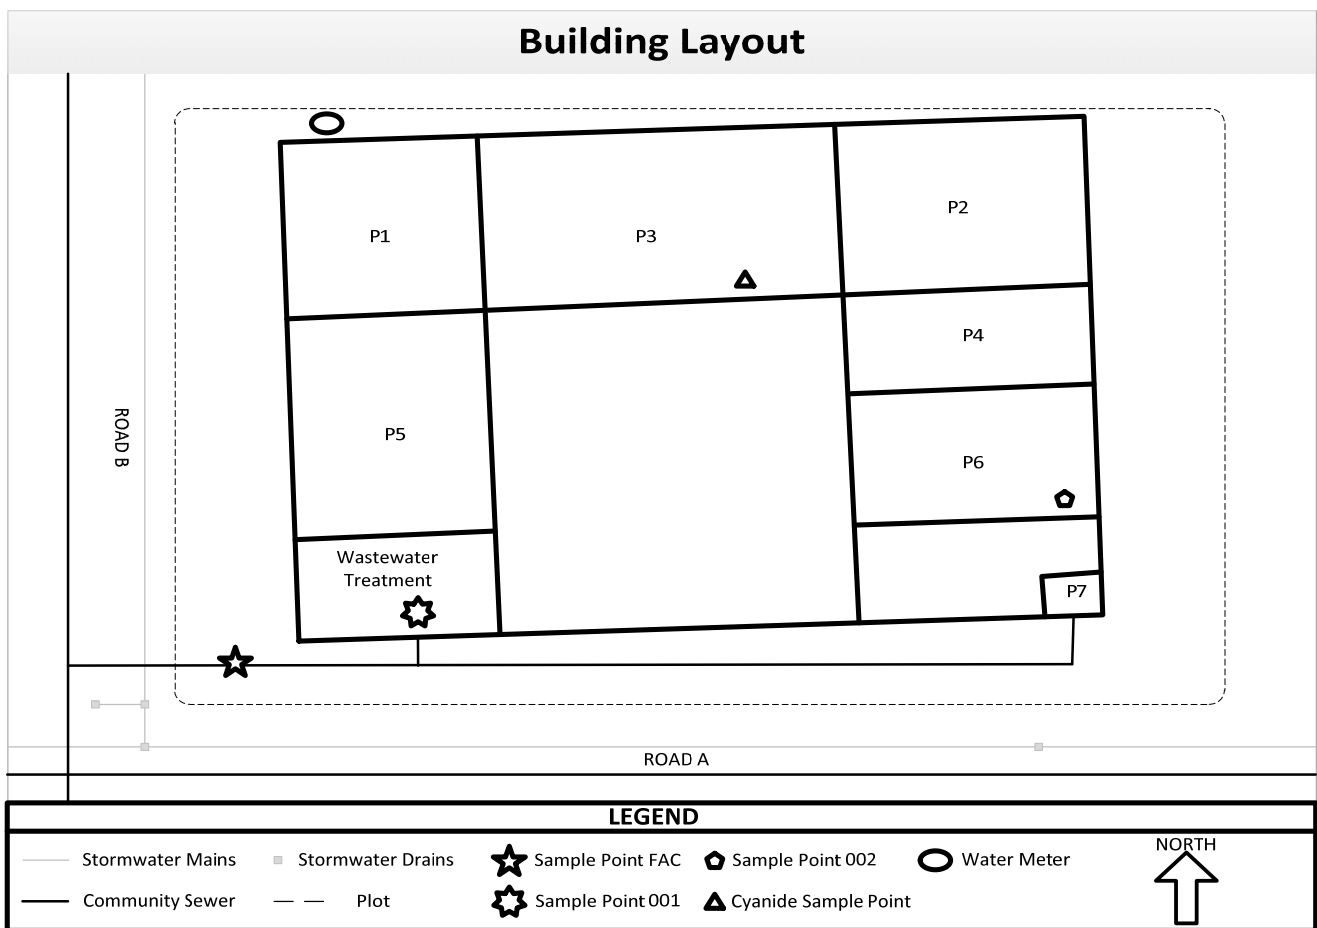 Building Layout
P1
P3
P2
P4
P5
P6
P7
Wastewater
Treatment
ROAD B
ROAD A
LEGEND
Stormwater Mains
Stormwater Drains
Sample Point FAC
Sample Point 002
Water Meter
NORTH
Community Sewer
Plot
Sample Point 001
Cyanide Sample Point